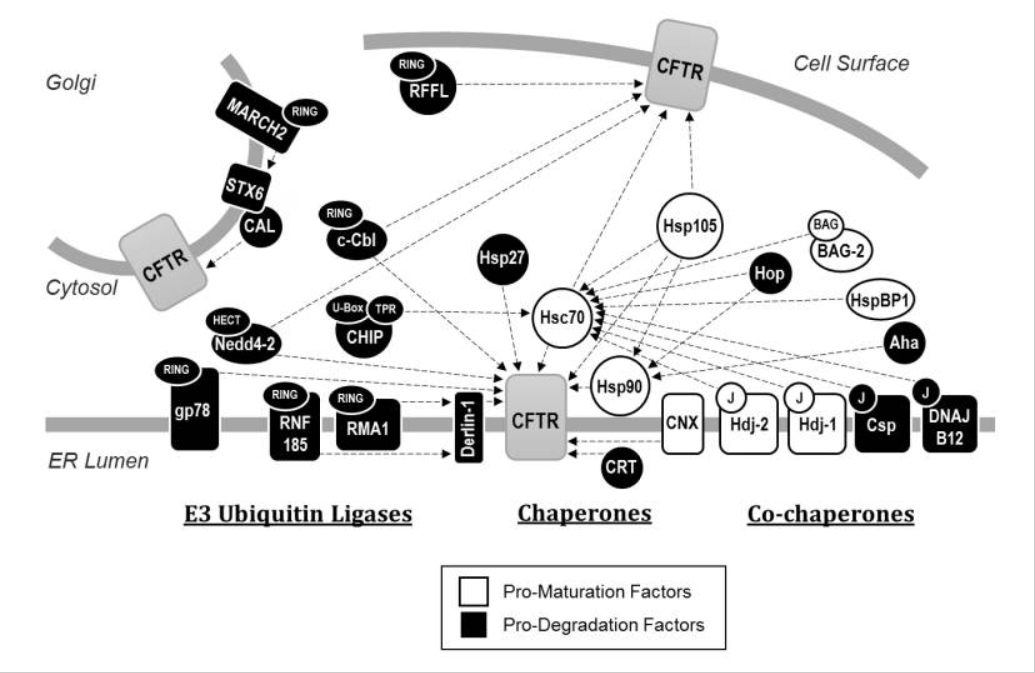 Golgi
RING
RFFL
CFTR
Cell Surface
MARCH2
RING
STX6
CAL
CFTR
Cytosol
RING
c-Cbl
Hsp27
Hsp105
BAG
BAG-2
Hop
HspBP1
Aha
U-Box
TPR
CHIP
Hsc70
HECT
Nedd4-2
RING
gp78
RING
RNF
185
RING
RMA1
Derlin-1
CFTR
Hsp90
CNX
J
Hdj-2
J
Hdj-1
J
Csp
J
DNAJ
B12
ER Lumen
CRT
E3 Ubiquitin Ligases
Chaperones
Co-chaperones
Pro-Maturation Factors
Pro-Degradation Factors